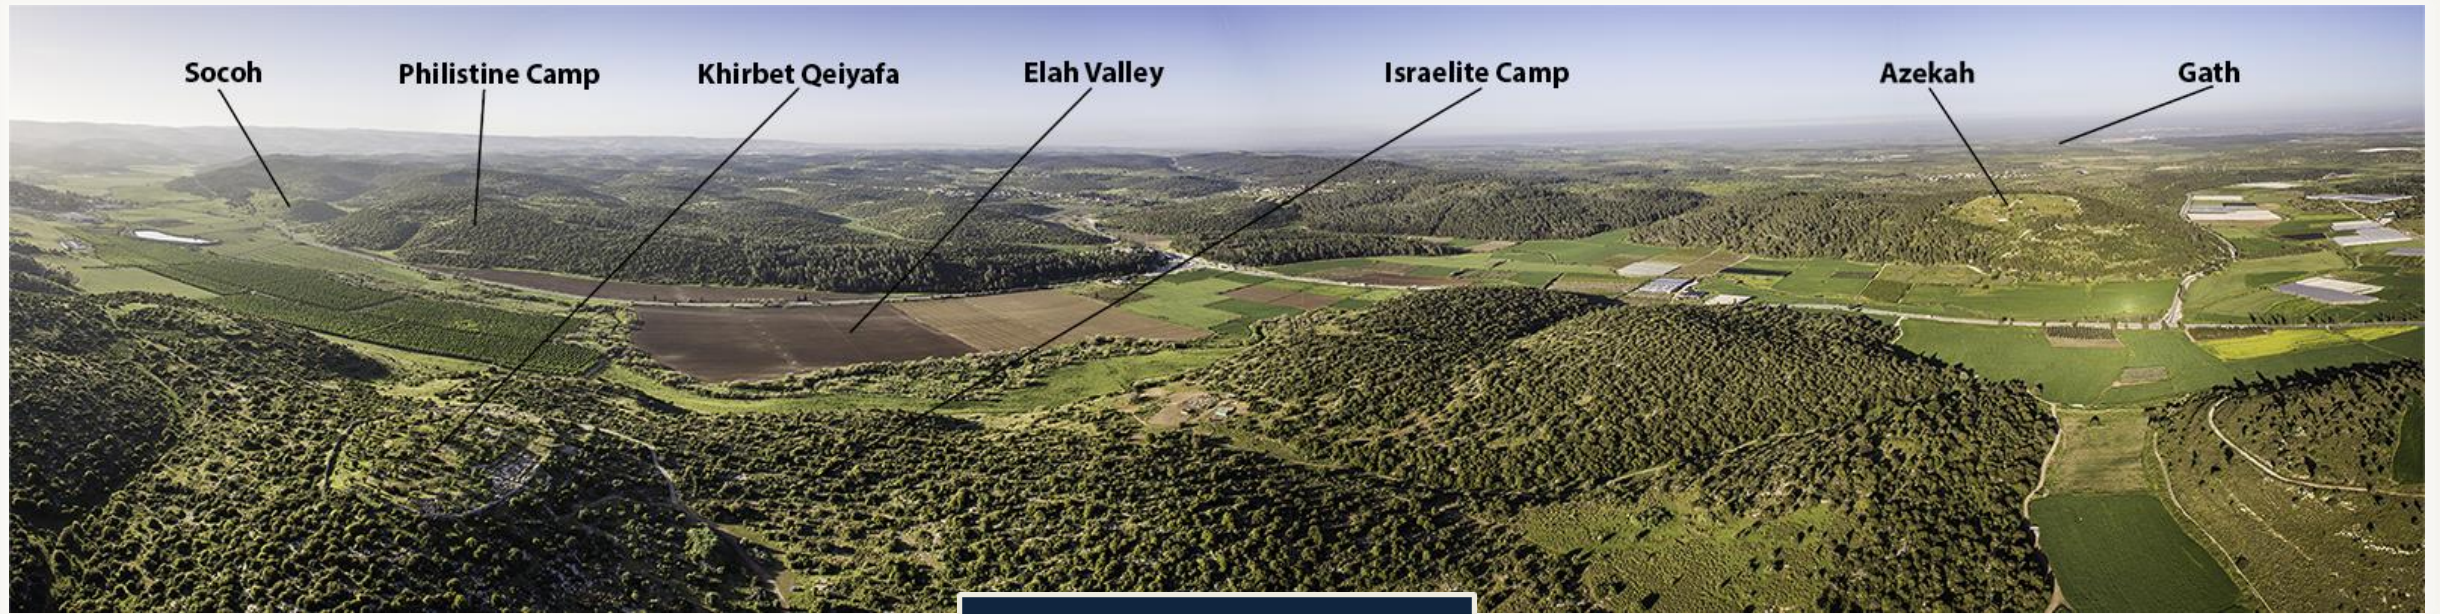 Socoh
Philistine Camp
Khirbet Qeiyafa
Elah Valley
Israelite Camp
Azekah
Gath